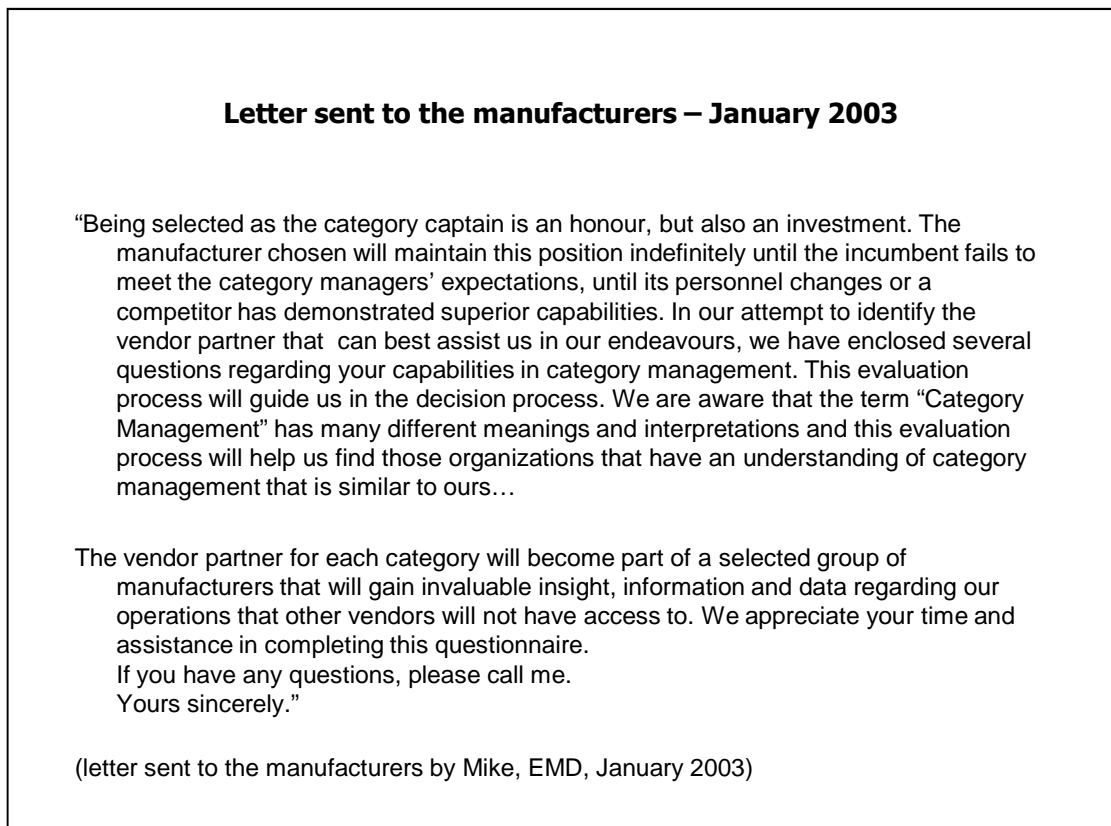 Letter sent to the manufacturers – January 2003
“Being selected as the category captain is an honour, but also an investment. The
manufacturer chosen will maintain this position indefinitely until the incumbent fails to
meet the category managers’ expectations, until its personnel changes or a
competitor has demonstrated superior capabilities. In our attempt to identify the
vendor partner that can best assist us in our endeavours, we have enclosed several
questions regarding your capabilities in category management. This evaluation
process will guide us in the decision process. We are aware that the term “Category
Management” has many different meanings and interpretations and this evaluation
process will help us find those organizations that have an understanding of category
management that is similar to ours…
The vendor partner for each category will become part of a selected group of
manufacturers that will gain invaluable insight, information and data regarding our
operations that other vendors will not have access to. We appreciate your time and
assistance in completing this questionnaire.
If you have any questions, please call me.
Yours sincerely.”
(letter sent to the manufacturers by Mike, EMD, January 2003)